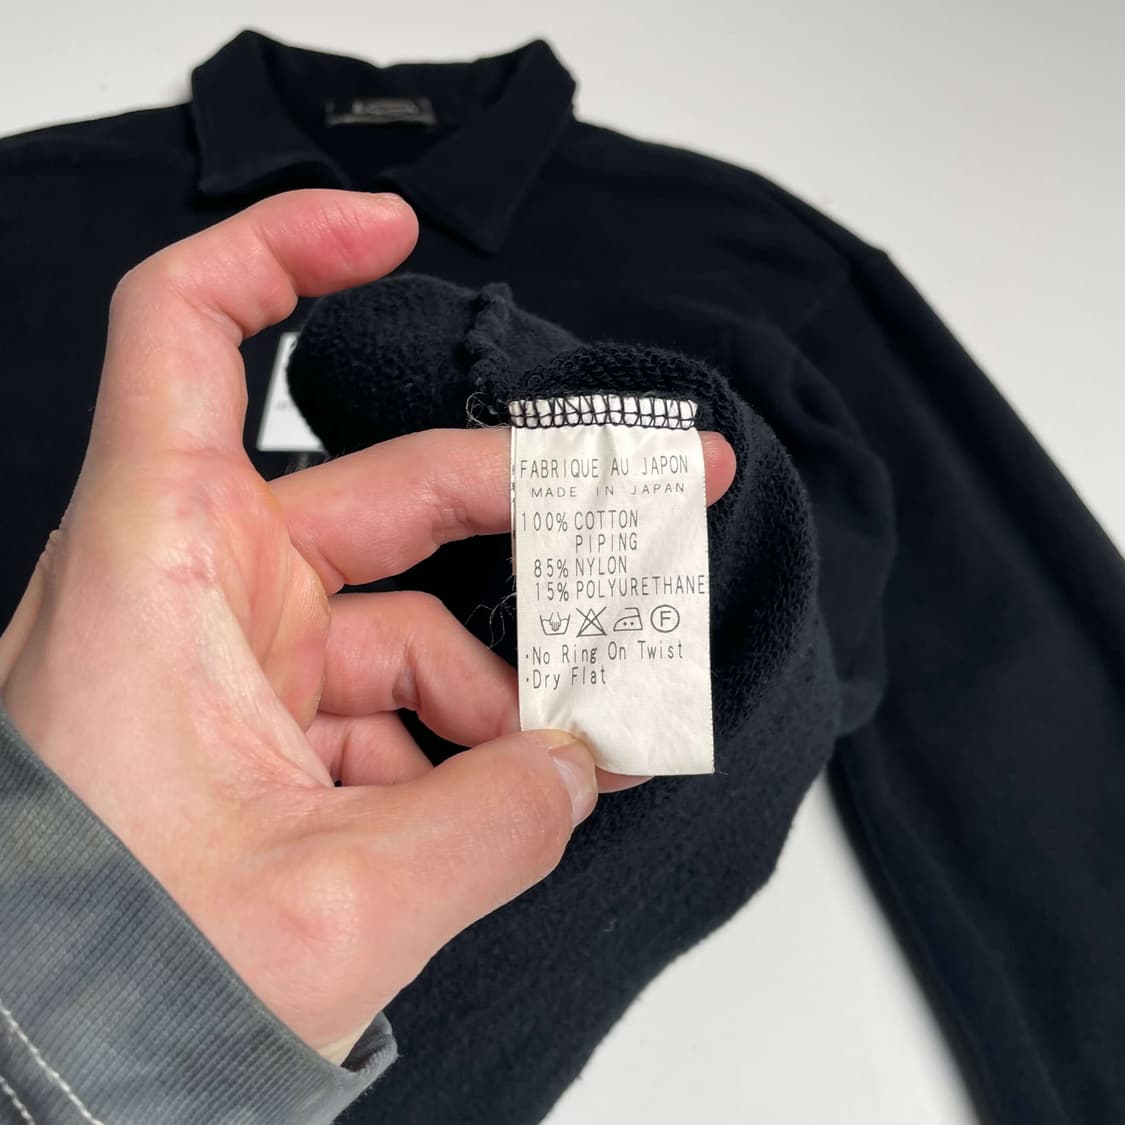 FABRIQUE AU JAPON
MADE IN JAPAN
100% COTTON
PIPING
85% NYLON
15% POLYURETHANE
F
·No Ring On Twist
·Dry Flat